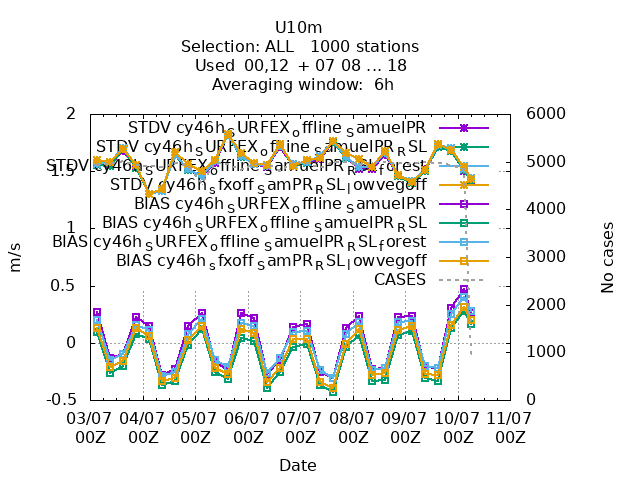 U10m
Selection: ALL 1000 stations
Used 00,12 + 07 08 ... 18
Averaging window: 6h
2
1.5
1
0.5
0
-0.5
m/s
STDV cy46h_SURFEX_offline_SamuelPR
STDV cy46h_SURFEX_offline_SamuelPR_RSL
STDV cy46h_SURFEX_offline_SamuelPR_RSL_forest
STDV cy46h_sfxoff_SamPR_RSL_lowvegoff
BIAS cy46h_SURFEX_offline_SamuelPR
BIAS cy46h_SURFEX_offline_SamuelPR_RSL
BIAS cy46h_SURFEX_offline_SamuelPR_RSL_forest
BIAS cy46h_sfxoff_SamPR_RSL_lowvegoff
CASES
6000
5000
4000
3000
2000
1000
0
No cases
03/07 04/07 05/07 06/07 07/07 08/07 09/07 10/07 11/07
00Z 00Z 00Z 00Z 00Z 00Z 00Z 00Z 00Z
Date